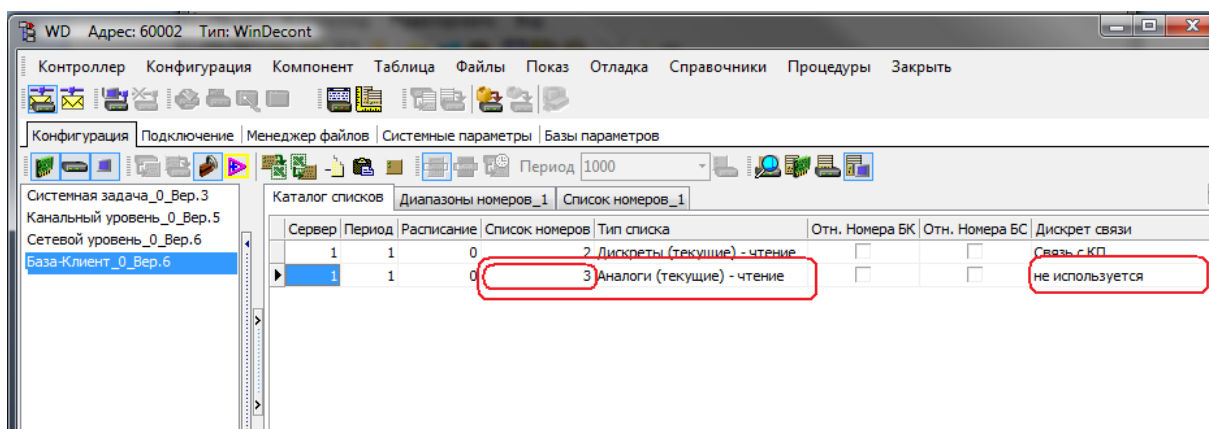 WD Адрес: 60002 Тип: WinDecont
Контроллер Конфигурация Компонент Таблица Файлы Показ Отладка Справочники Процедуры Закрыть
Конфигурация Подключение Менеджер файлов Системные параметры Базы параметров
Период 1000
Системная задача_0_Вер.3
Канальный уровень_0_Вер.5
Сетевой уровень_0_Вер.6
База-Клиент_0_Вер.6
Каталог списков Диапазоны номеров_1 Список номеров_1
Сервер Период Расписание Список номеров Тип списка Отн. Номера БК Отн. Номера БС Дискрет связи
1 1 0 2 Дискреты (текущие) - чтение Связь с КП
1 1 0 3 Аналоги (текущие) - чтение не используется